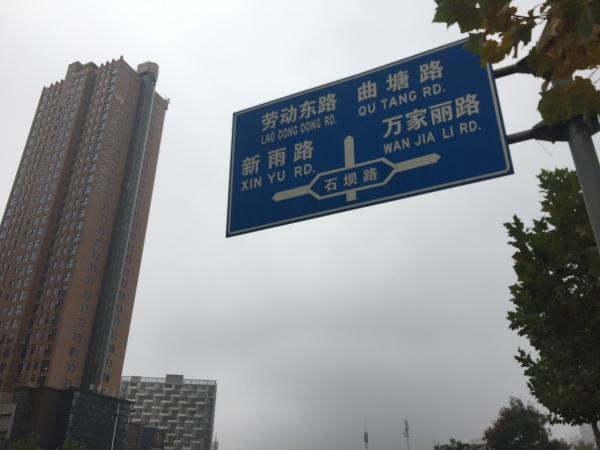 劳动东路
LAO DONG DONG RD.
曲塘路
QU TANG RD.
新雨路
XIN YU RD.
万家丽路
WAN JIA LI RD.
石坝路